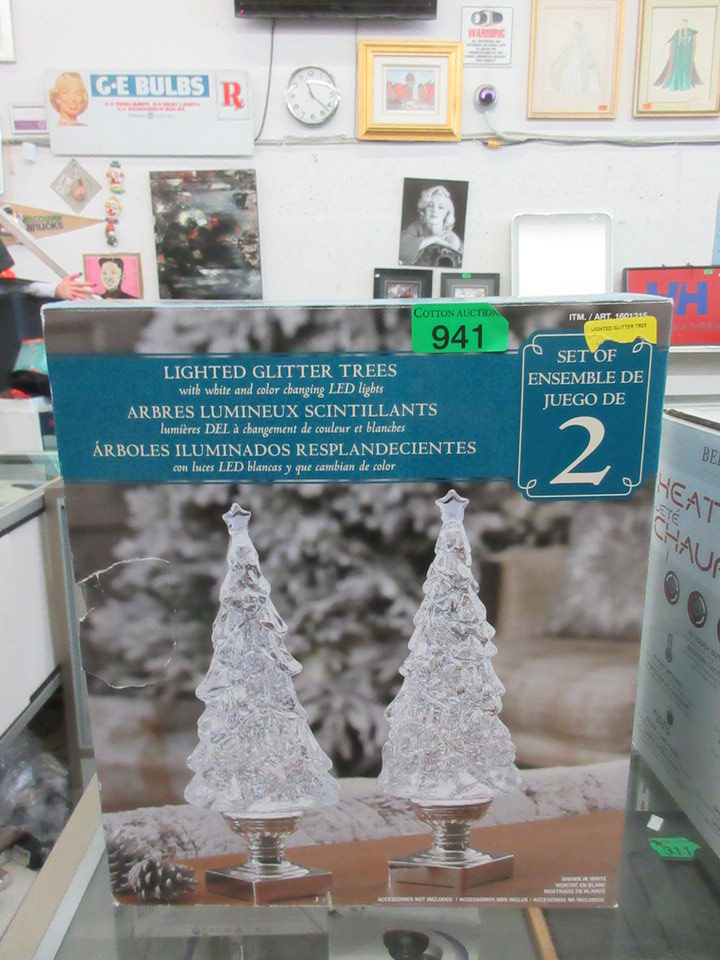 WARNING
G·E BULBS
R
COTTON AUCTION
941
ITM. / ART. 1601315
LIGHTED GLITTER TREE
LIGHTED GLITTER TREES
with white and color changing LED lights
ARBRES LUMINEUX SCINTILLANTS
lumières DEL à changement de couleur et blanches
ÁRBOLES ILUMINADOS RESPLANDECIENTES
con luces LED blancas y que cambian de color
SET OF
ENSEMBLE DE
JUEGO DE
2
HEAT
CHAU
311
SHOWN IN WHITE
MONTRÉ EN BLANC
MOSTRADO EN BLANCO
ACCESSORIES NOT INCLUDED / ACCESSOIRES NON INCLUS / ACCESORIOS NO INCLUIDOS